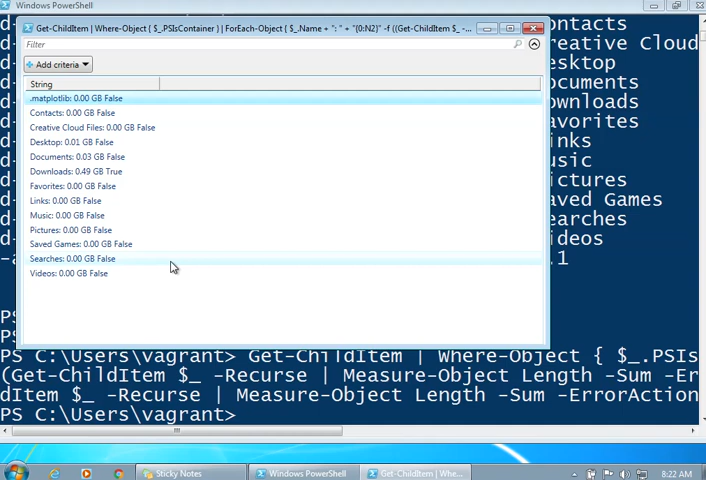 Windows PowerShell
Get-ChildItem | Where-Object { $_.PSIsContainer } | ForEach-Object { $_.Name + ": " + "{0:N2}" -f ((Get-ChildItem $_ -...
Filter
Add criteria
String
.matplotlib: 0.00 GB False
Contacts: 0.00 GB False
Creative Cloud Files: 0.00 GB False
Desktop: 0.01 GB False
Documents: 0.03 GB False
Downloads: 0.49 GB True
Favorites: 0.00 GB False
Links: 0.00 GB False
Music: 0.00 GB False
Pictures: 0.00 GB False
Saved Games: 0.00 GB False
Searches: 0.00 GB False
Videos: 0.00 GB False
d- ontacts
d- reative Cloud
d- esktop
d- ocuments
d- ownloads
d- avorites
d- inks
d- usic
d- ictures
d- aved Games
d- earches
d- ideos
-a 1
PS
PS
PS C:\Users\vagrant> Get-ChildItem | Where-Object { $_.PSIs
(Get-ChildItem $_ -Recurse | Measure-Object Length -Sum -Er
dItem $_ -Recurse | Measure-Object Length -Sum -ErrorAction
PS C:\Users\vagrant>
Sticky Notes
Windows PowerShell
Get-ChildItem | Whe...
8:22 AM